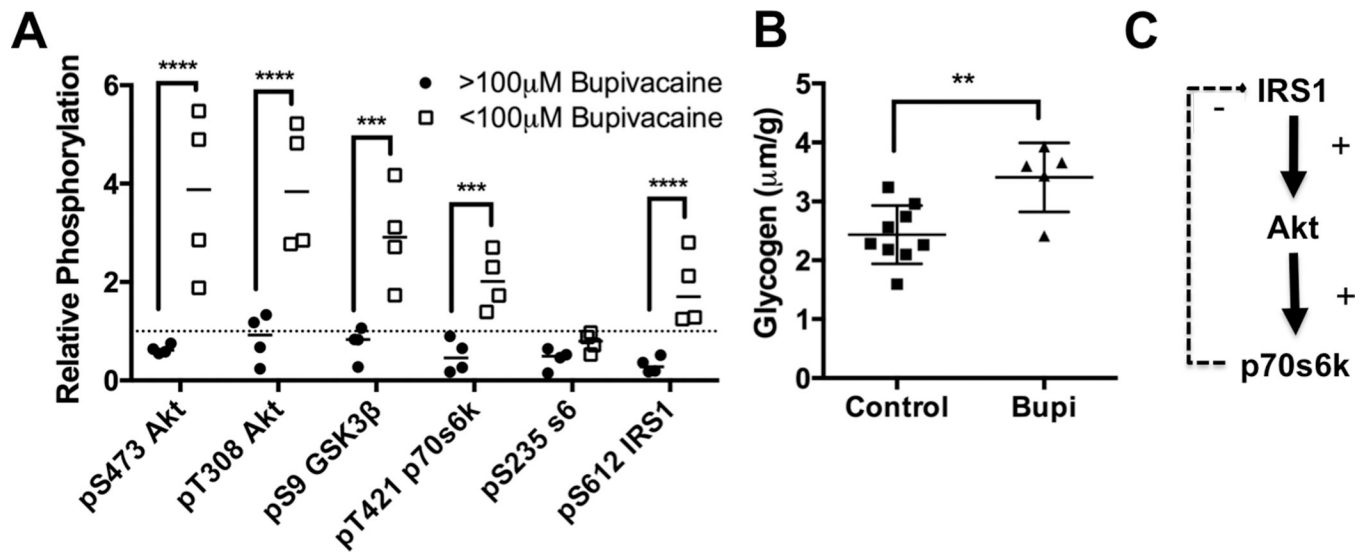 A
Relative Phosphorylation
6
4
2
0
****
****
***
***
****
>100μM Bupivacaine
<100μM Bupivacaine
pS473 Akt
pT308 Akt
pS9 GSK3β
pT421 p70s6k
pS235 s6
pS612 IRS1
B
Glycogen (μm/g)
5
4
3
2
1
0
**
Control
Bupi
C
IRS1
-
+
Akt
+
p70s6k